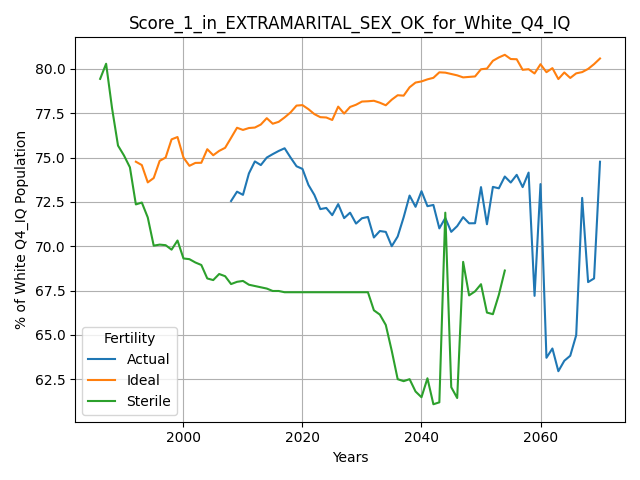 Score_1_in_EXTRAMARITAL_SEX_OK_for_White_Q4_IQ
% of White Q4_IQ Population
80.0
77.5
75.0
72.5
70.0
67.5
65.0
62.5
Fertility
Actual
Ideal
Sterile
2000
2020
2040
2060
Years